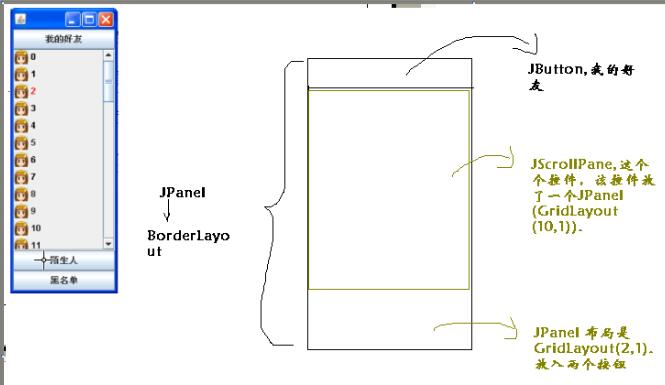 我的好友
0
1
2
3
4
5
6
7
8
9
10
11
陌生人
黑名单
JPanel
BorderLayo
ut
JButton,我的好
友
JScrollPane,这个
个控件，该控件放
了一个JPanel
(GridLayout
(10,1)).
JPanel 布局是
GridLayout(2,1).
放入两个按钮